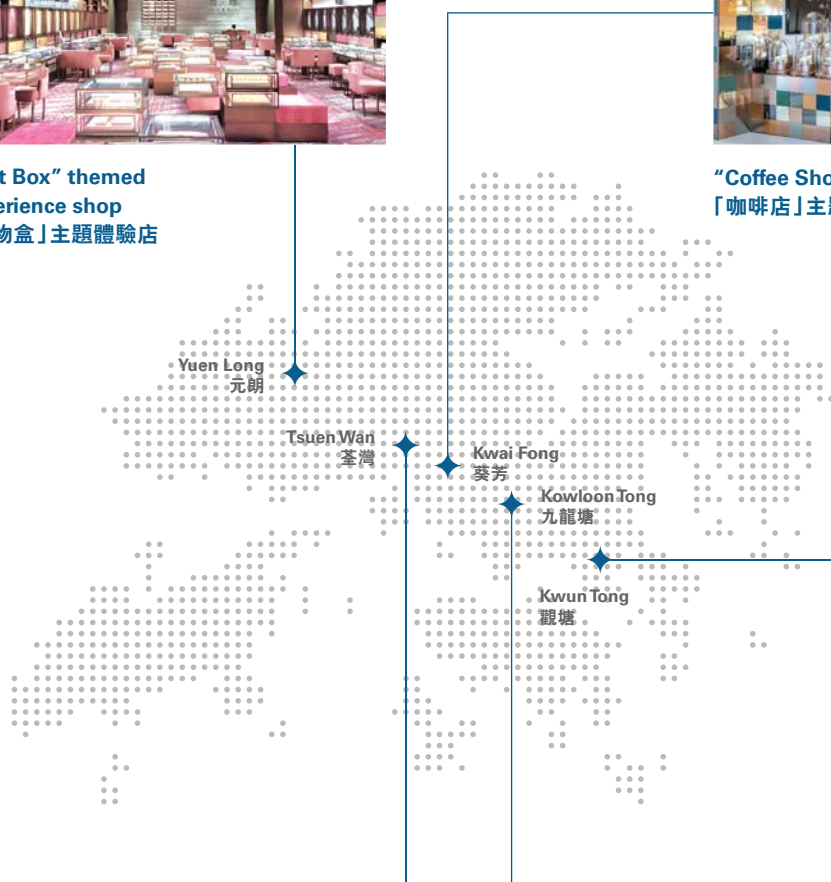 t Box” themed
erience shop
物盒」主題體驗店
“Coffee Sho
「咖啡店」主題
Yuen Long
元朗
Tsuen Wan
荃灣
Kwai Fong
葵芳
Kowloon Tong
九龍塘
Kwun Tong
觀塘